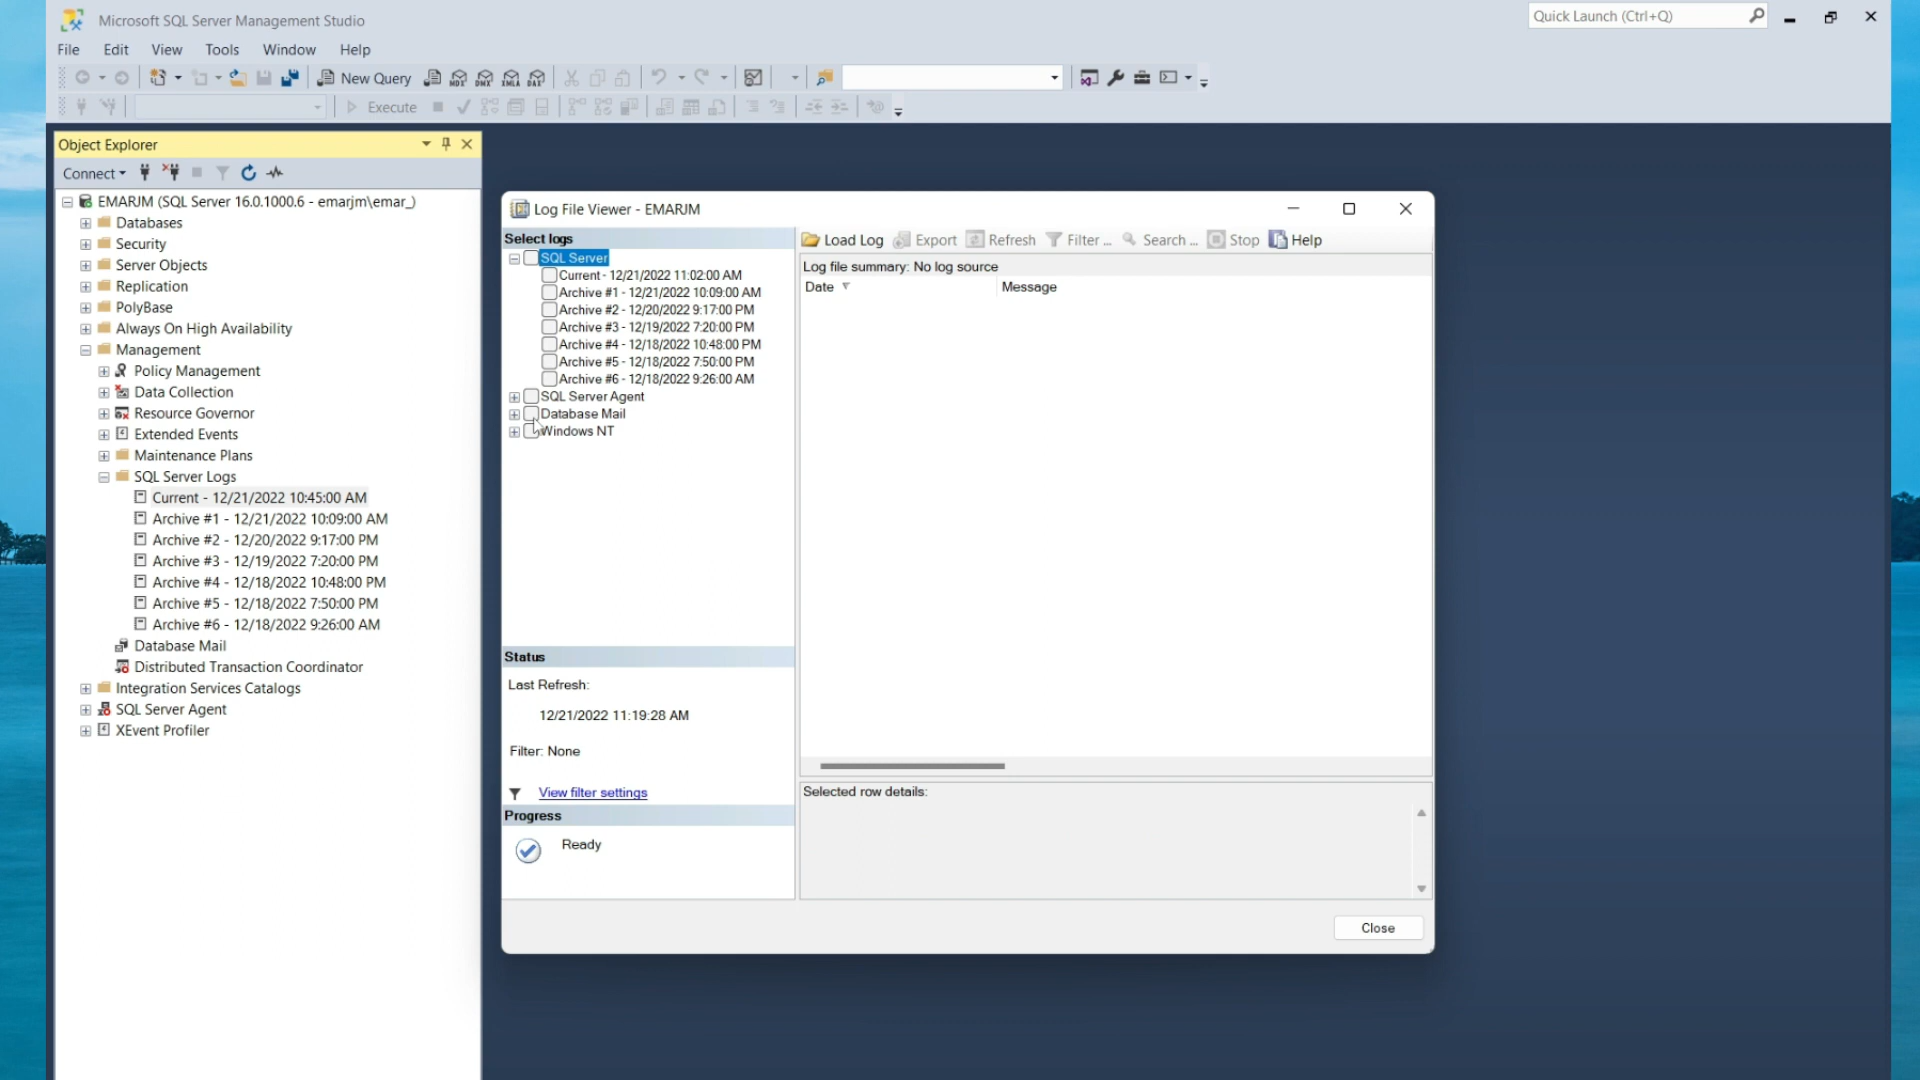 Microsoft SQL Server Management Studio
Quick Launch (Ctrl+Q)
File Edit View Tools Window Help
New Query MDX DMX XMLA DAX
Execute
Object Explorer
Connect
EMARJM (SQL Server 16.0.1000.6 - emarjm\emar_)
Databases
Security
Server Objects
Replication
PolyBase
Always On High Availability
Management
Policy Management
Data Collection
Resource Governor
Extended Events
Maintenance Plans
SQL Server Logs
Current - 12/21/2022 10:45:00 AM
Archive #1 - 12/21/2022 10:09:00 AM
Archive #2 - 12/20/2022 9:17:00 PM
Archive #3 - 12/19/2022 7:20:00 PM
Archive #4 - 12/18/2022 10:48:00 PM
Archive #5 - 12/18/2022 7:50:00 PM
Archive #6 - 12/18/2022 9:26:00 AM
Database Mail
Distributed Transaction Coordinator
Integration Services Catalogs
SQL Server Agent
XEvent Profiler
Log File Viewer - EMARJM
Select logs
SQL Server
Current - 12/21/2022 11:02:00 AM
Archive #1 - 12/21/2022 10:09:00 AM
Archive #2 - 12/20/2022 9:17:00 PM
Archive #3 - 12/19/2022 7:20:00 PM
Archive #4 - 12/18/2022 10:48:00 PM
Archive #5 - 12/18/2022 7:50:00 PM
Archive #6 - 12/18/2022 9:26:00 AM
SQL Server Agent
Database Mail
Windows NT
Status
Last Refresh:
12/21/2022 11:19:28 AM
Filter: None
View filter settings
Progress
Ready
Load Log Export Refresh Filter ... Search ... Stop Help
Log file summary: No log source
Date Message
Selected row details:
Close